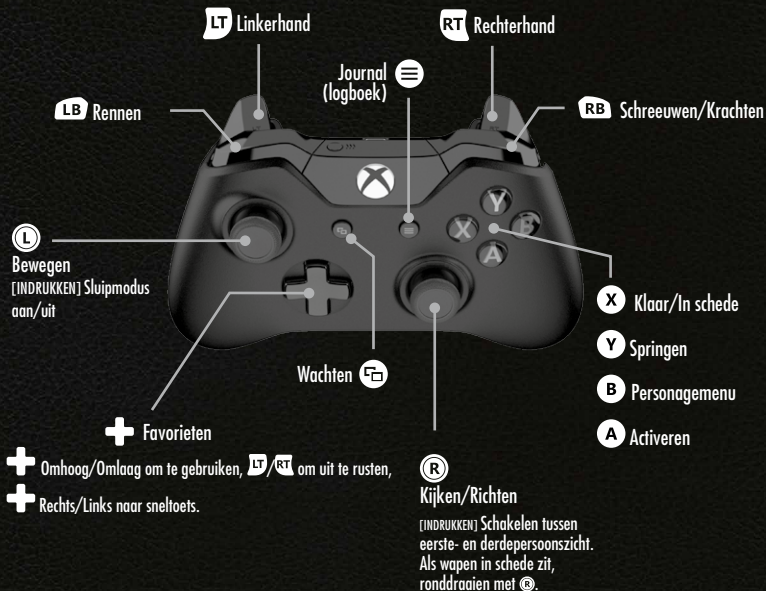 LT Linkerhand
RT Rechterhand
Journal
(logboek)
LB Rennen
RB Schreeuwen/Krachten
L
Bewegen
[INDRUKKEN] Sluipmodus
aan/uit
Y
X
B
A
X Klaar/In schede
Y Springen
B Personagemenu
A Activeren
Wachten
Favorieten
Omhoog/Omlaag om te gebruiken, LT/RT om uit te rusten,
Rechts/Links naar sneltoets.
R
Kijken/Richten
[INDRUKKEN] Schakelen tussen
eerste- en derdepersoonszicht.
Als wapen in schede zit,
ronddraaien met R.